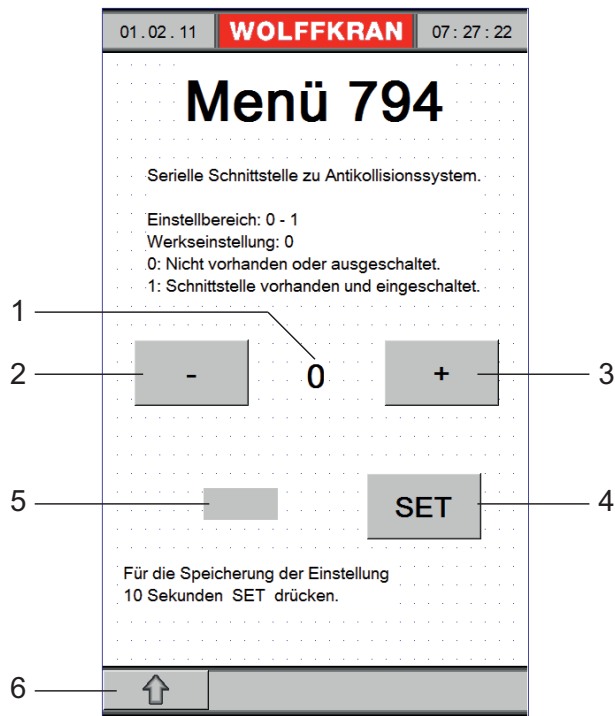 01.02.11 WOLFFKRAN 07:27:22
Menü 794
Serielle Schnittstelle zu Antikollisionssystem.
Einstellbereich: 0 - 1
Werkseinstellung: 0
0: Nicht vorhanden oder ausgeschaltet.
1: Schnittstelle vorhanden und eingeschaltet.
1
2 - 0 + 3
5 SET 4
Für die Speicherung der Einstellung
10 Sekunden SET drücken.
6